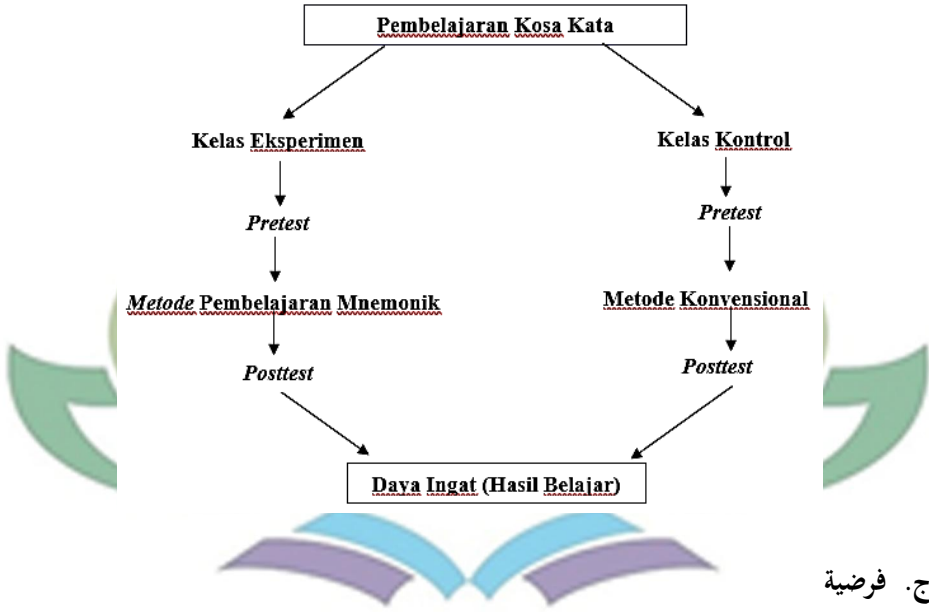 Pembelajaran Kosa Kata
Kelas Eksperimen
Kelas Kontrol
Pretest
Pretest
Metode Pembelajaran Mnemonik
Metode Konvensional
Posttest
Posttest
Daya Ingat (Hasil Belajar)
ج. فرضية